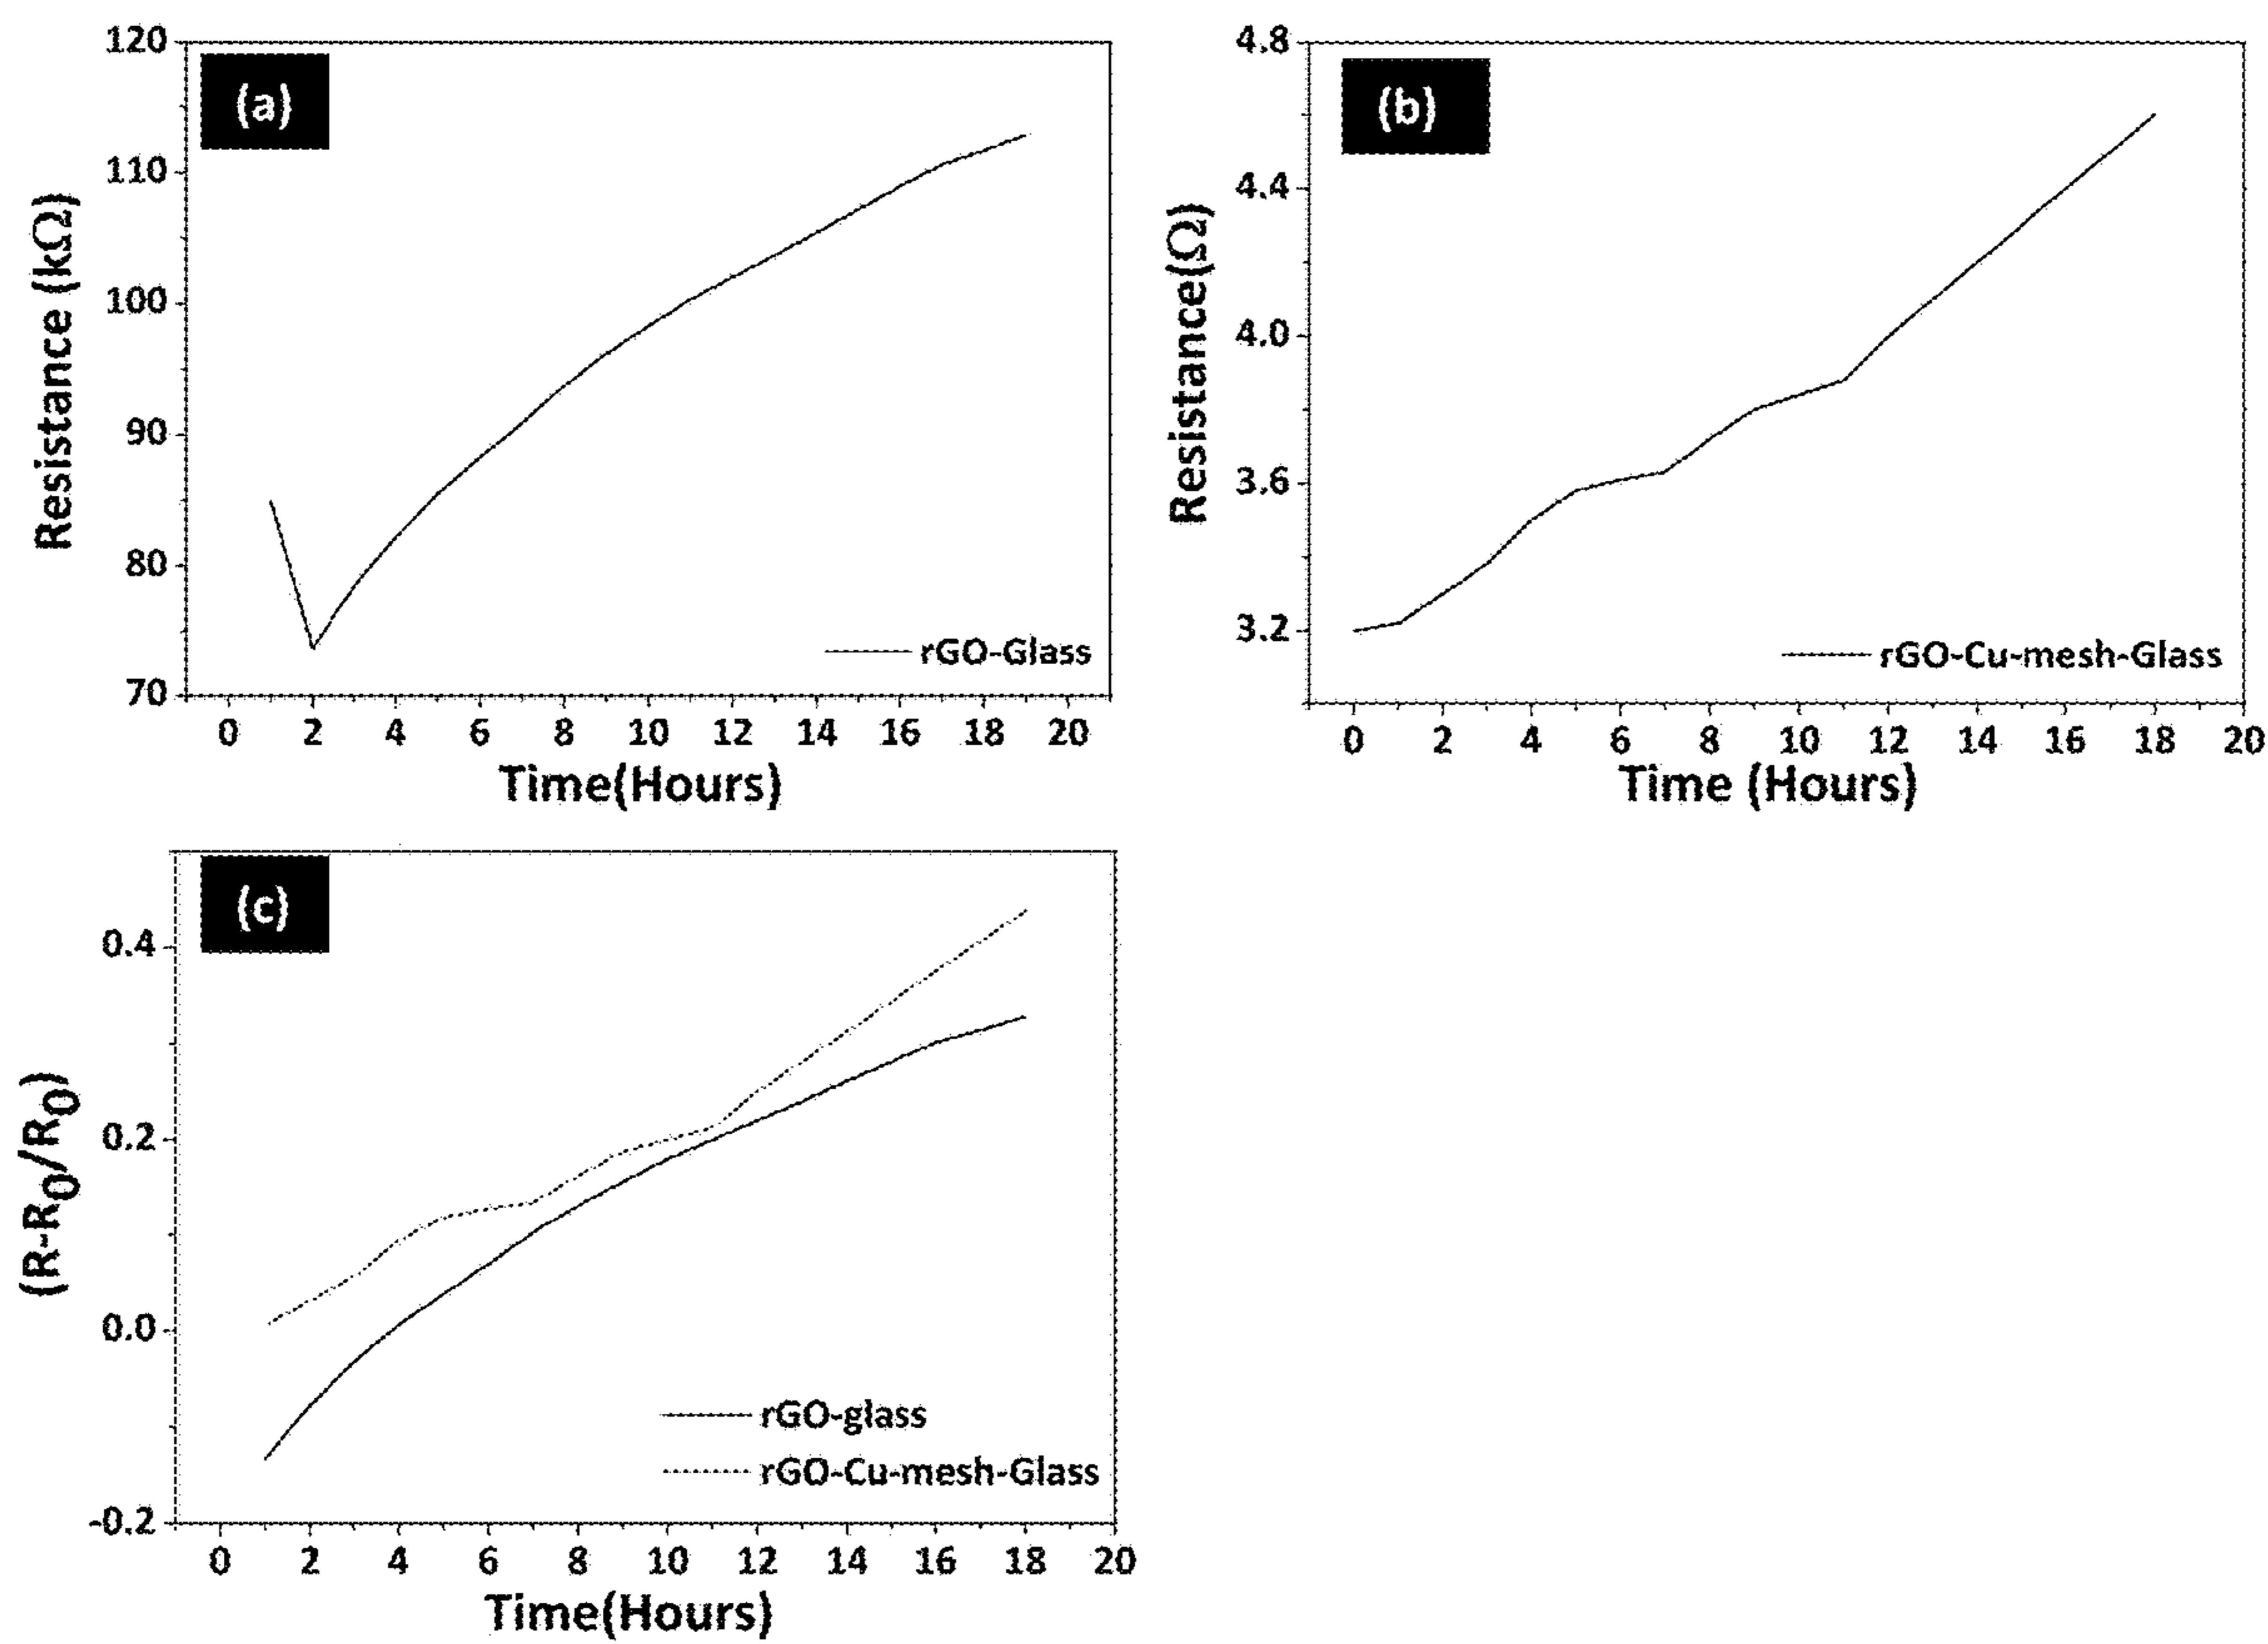 (a)
120
110
100
90
80
70
Resistance (kΩ)
rGO-Glass
0 2 4 6 8 10 12 14 16 18 20
Time(Hours)
(b)
4.8
4.4
4.0
3.6
3.2
Resistance(Ω)
rGO-Cu-mesh-Glass
0 2 4 6 8 10 12 14 16 18 20
Time (Hours)
(c)
0.4
0.2
0.0
-0.2
(R-R0/R0)
rGO-glass
rGO-Cu-mesh-Glass
0 2 4 6 8 10 12 14 16 18 20
Time(Hours)